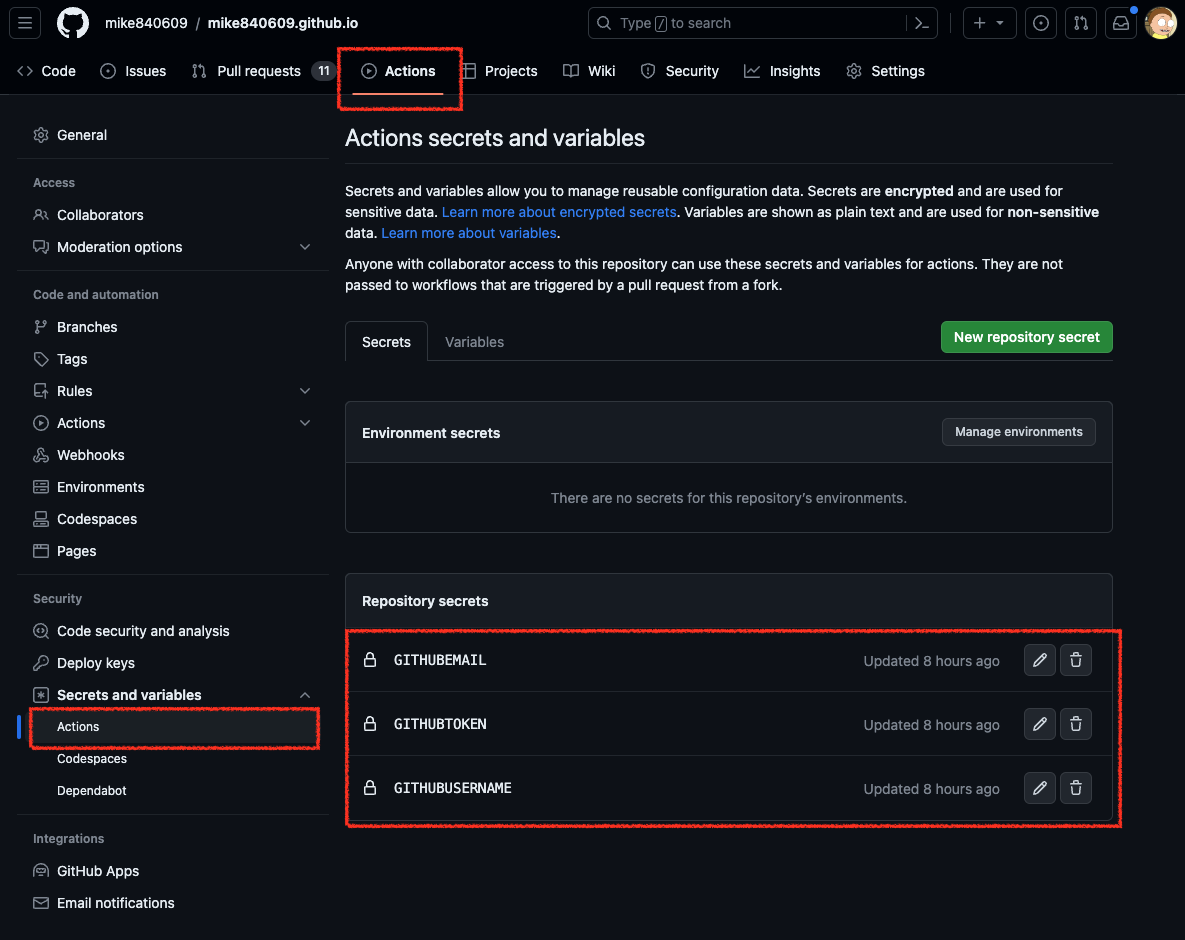 mike840609 / mike840609.github.io
Type / to search
Code
Issues
Pull requests 11
Actions
Projects
Wiki
Security
Insights
Settings
General
Access
Collaborators
Moderation options
Code and automation
Branches
Tags
Rules
Actions
Webhooks
Environments
Codespaces
Pages
Security
Code security and analysis
Deploy keys
Secrets and variables
Actions
Codespaces
Dependabot
Integrations
GitHub Apps
Email notifications
Actions secrets and variables
Secrets and variables allow you to manage reusable configuration data. Secrets are encrypted and are used for
sensitive data. Learn more about encrypted secrets. Variables are shown as plain text and are used for non-sensitive
data. Learn more about variables.
Anyone with collaborator access to this repository can use these secrets and variables for actions. They are not
passed to workflows that are triggered by a pull request from a fork.
Secrets
Variables
New repository secret
Environment secrets
Manage environments
There are no secrets for this repository's environments.
Repository secrets
GITHUBEMAIL Updated 8 hours ago
GITHUBTOKEN Updated 8 hours ago
GITHUBUSERNAME Updated 8 hours ago